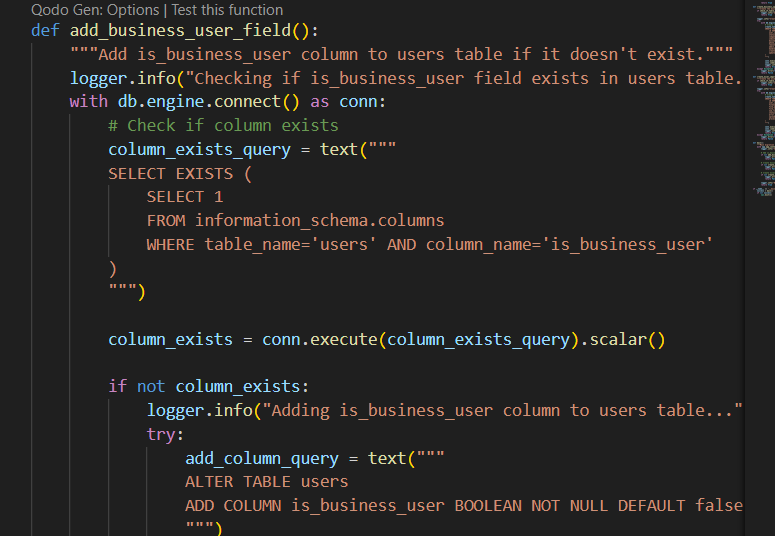 Qodo Gen: Options | Test this function
def add_business_user_field():
    """Add is_business_user column to users table if it doesn't exist."""
    logger.info("Checking if is_business_user field exists in users table.
    with db.engine.connect() as conn:
        # Check if column exists
        column_exists_query = text("""
        SELECT EXISTS (
            SELECT 1
            FROM information_schema.columns
            WHERE table_name='users' AND column_name='is_business_user'
        )
        """)

        column_exists = conn.execute(column_exists_query).scalar()

        if not column_exists:
            logger.info("Adding is_business_user column to users table..."
            try:
                add_column_query = text("""
                ALTER TABLE users
                ADD COLUMN is_business_user BOOLEAN NOT NULL DEFAULT false
                """)